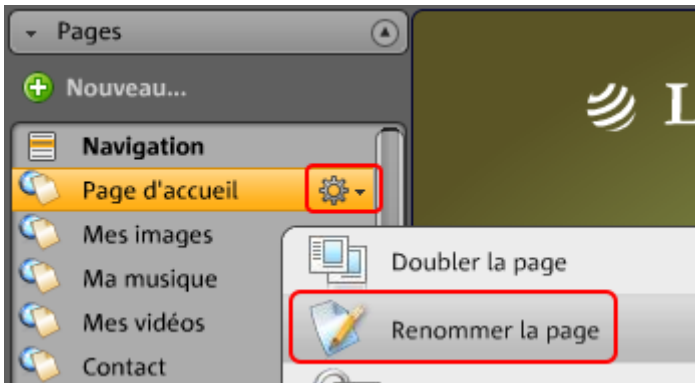 Pages
Nouveau...
L
Navigation
Page d'accueil
Mes images
Doubler la page
Ma musique
Mes vidéos
Renommer la page
Contact